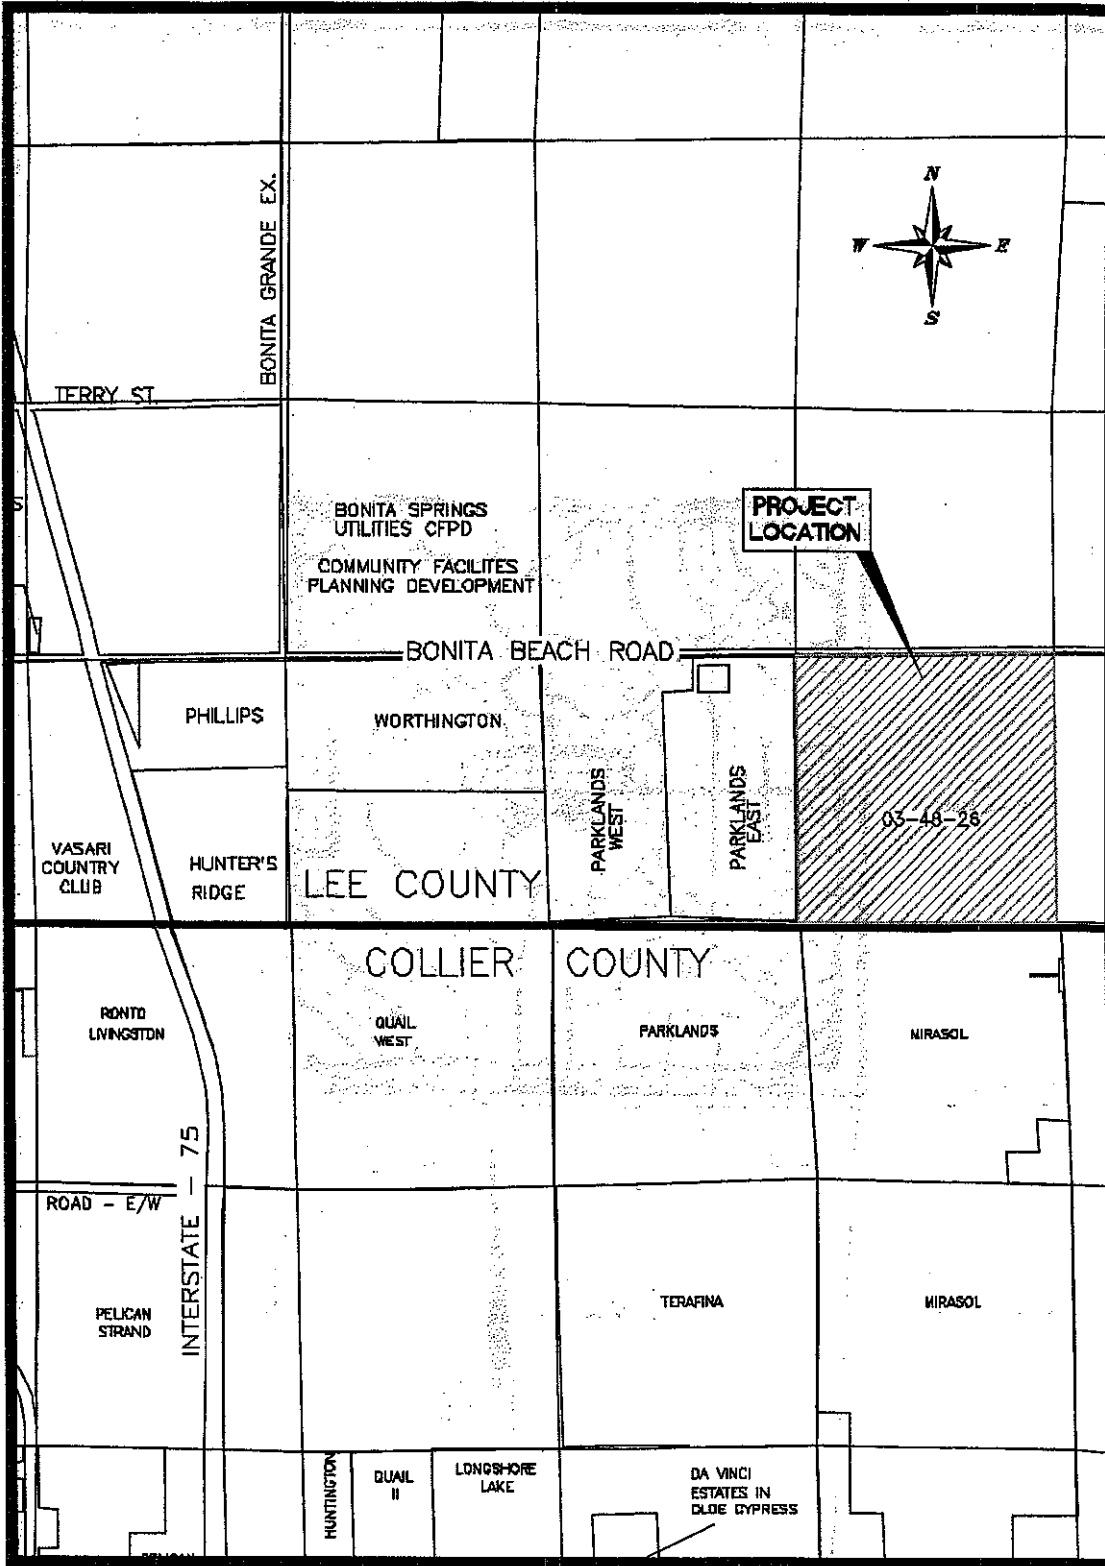 N
W
E
S
BONITA GRANDE EX.
TERRY ST.
S
BONITA SPRINGS
UTILITIES CFPD
COMMUNITY FACILITES
PLANNING DEVELOPMENT
PROJECT
LOCATION
BONITA BEACH ROAD
PHILLIPS
WORTHINGTON
PARKLANDS
WEST
PARKLANDS
EAST
03-48-26
VASARI
COUNTRY
CLUB
HUNTER'S
RIDGE
LEE COUNTY
COLLIER COUNTY
RONTO
LIVINGSTON
QUAIL
WEST
PARKLANDS
MIRASOL
INTERSTATE - 75
ROAD - E/W
PELICAN
STRAND
TERAFINA
MIRASOL
HUNTINGTON
QUAIL
II
LONGSHORE
LAKE
DA VINCI
ESTATES IN
OLDE CYPRESS
PELICAN